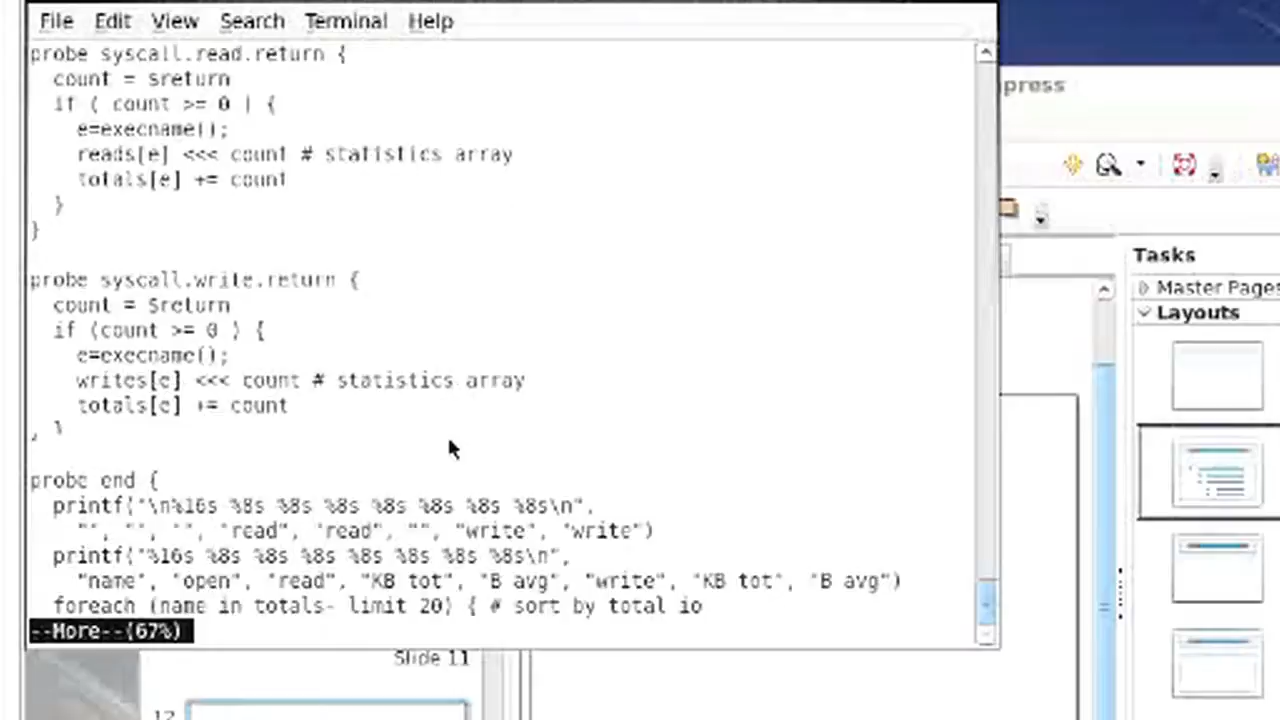 File Edit View Search Terminal Help
probe syscall.read.return {
count = $return
if ( count >= 0 ) {
e=execname();
reads[e] <<< count # statistics array
totals[e] += count
}
}
probe syscall.write.return {
count = $return
if (count >= 0 ) {
e=execname();
writes[e] <<< count # statistics array
totals[e] += count
}
probe end {
printf("\n%16s %8s %8s %8s %8s %8s %8s %8s\n",
"", "", "", "read", "read", "", "write", "write")
printf("%16s %8s %8s %8s %8s %8s %8s %8s\n",
"name", "open", "read", "KB tot", "B avg", "write", "KB tot", "B avg")
foreach (name in totals- limit 20) { # sort by total io
--More--(67%)
press
Tasks
Master Pages
Layouts
Slide 11
12